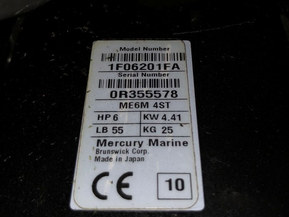 Model Number
1F06201FA
Serial Number
0R355578
ME6M 4ST
HP 6 KW 4.41
LB 55 KG 25
Mercury Marine
Brunswick Corp.
Made in Japan
CE 10